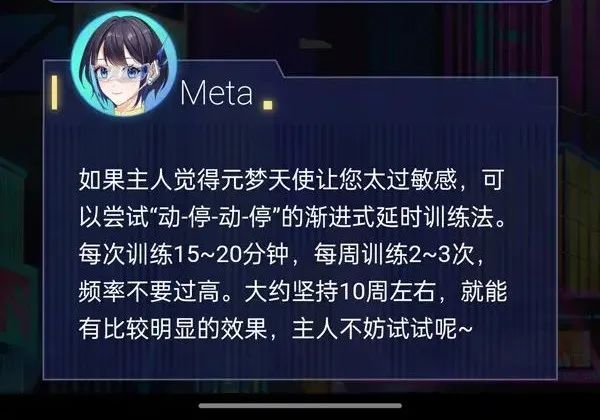 Meta
如果主人觉得元梦天使让您太过敏感，可
以尝试“动-停-动-停”的渐进式延时训练法。
每次训练15~20分钟，每周训练2~3次，
频率不要过高。大约坚持10周左右，就能
有比较明显的效果，主人不妨试试呢~